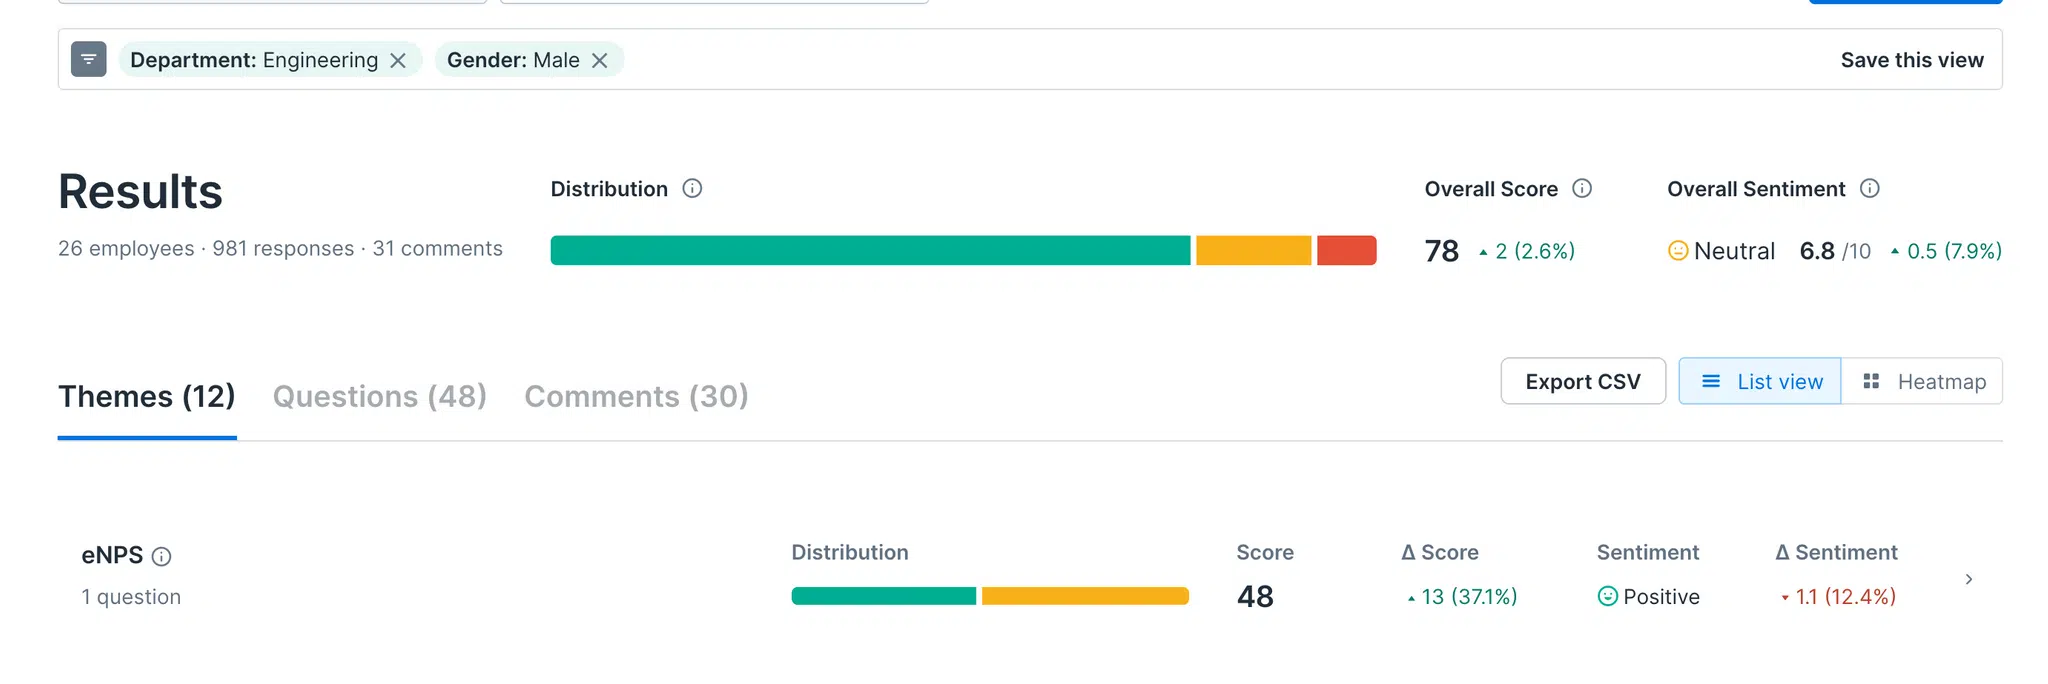 Department: Engineering Gender: Male Save this view
Results
26 employees · 981 responses · 31 comments
Distribution
Overall Score
78 2 (2.6%)
Overall Sentiment
Neutral 6.8 /10 0.5 (7.9%)
Themes (12) Questions (48) Comments (30)
Export CSV List view Heatmap
eNPS
1 question
Distribution Score Δ Score Sentiment Δ Sentiment
48 13 (37.1%) Positive 1.1 (12.4%)